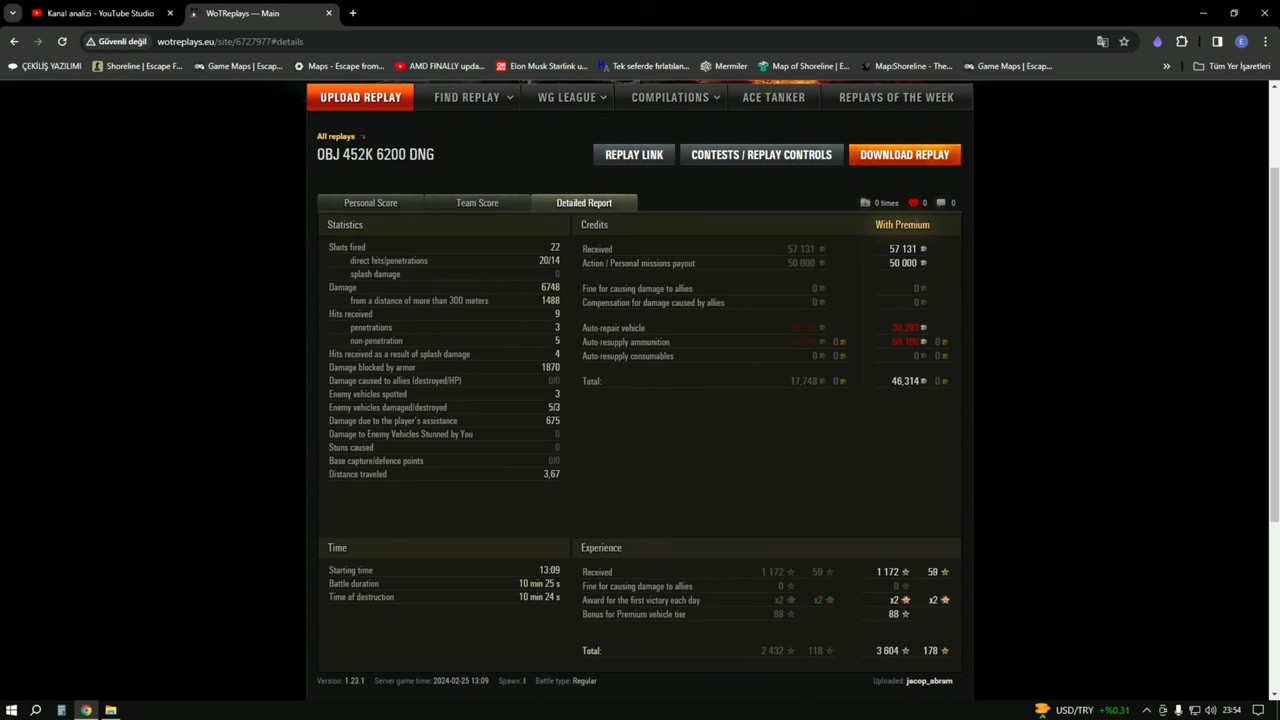 Kanal analizi - YouTube Studio
WoTReplays — Main
Güvenli değil
wotreplays.eu/site/6727977#details
ÇEKİLİŞ YAZILIMI
Shoreline | Escape F...
Game Maps | Escap...
Maps - Escape from...
AMD FINALLY upda...
Elon Musk Starlink u...
Tek seferde fırlatılan...
Mermiler
Map of Shoreline | E...
Map:Shoreline - The...
Game Maps | Escap...
»
Tüm Yer İşaretleri
UPLOAD REPLAY
FIND REPLAY
WG LEAGUE
COMPILATIONS
ACE TANKER
REPLAYS OF THE WEEK
All replays
OBJ 452K 6200 DNG
REPLAY LINK
CONTESTS / REPLAY CONTROLS
DOWNLOAD REPLAY
Personal Score
Team Score
Detailed Report
0 times 0 0
Statistics
Shots fired 22
direct hits/penetrations 20/14
splash damage 0
Damage 6748
from a distance of more than 300 meters 1488
Hits received 9
penetrations 3
non-penetration 5
Hits received as a result of splash damage 4
Damage blocked by armor 1870
Damage caused to allies (destroyed/HP) 0/0
Enemy vehicles spotted 3
Enemy vehicles damaged/destroyed 5/3
Damage due to the player's assistance 675
Damage to Enemy Vehicles Stunned by You 0
Stuns caused 0
Base capture/defence points 0/0
Distance traveled 3,67
Credits With Premium
Received 57 131 57 131
Action / Personal missions payout 50 000 50 000
Fine for causing damage to allies 0 0
Compensation for damage caused by allies 0 0
Auto-repair vehicle
Auto-resupply ammunition 0 0
Auto-resupply consumables 0 0 0 0
Total: 17,748 0 46,314 0
Time
Starting time 13:09
Battle duration 10 min 25 s
Time of destruction 10 min 24 s
Experience
Received 1 172 59 1 172 59
Fine for causing damage to allies 0 0
Award for the first victory each day x2 x2 x2 x2
Bonus for Premium vehicle tier 88 88
Total: 2 432 118 3 604 178
Version: 1.23.1 Server game time: 2024-02-25 13:09 Spawn: I Battle type: Regular
Uploaded: jacop_abram
USD/TRY +%0.31
23:54